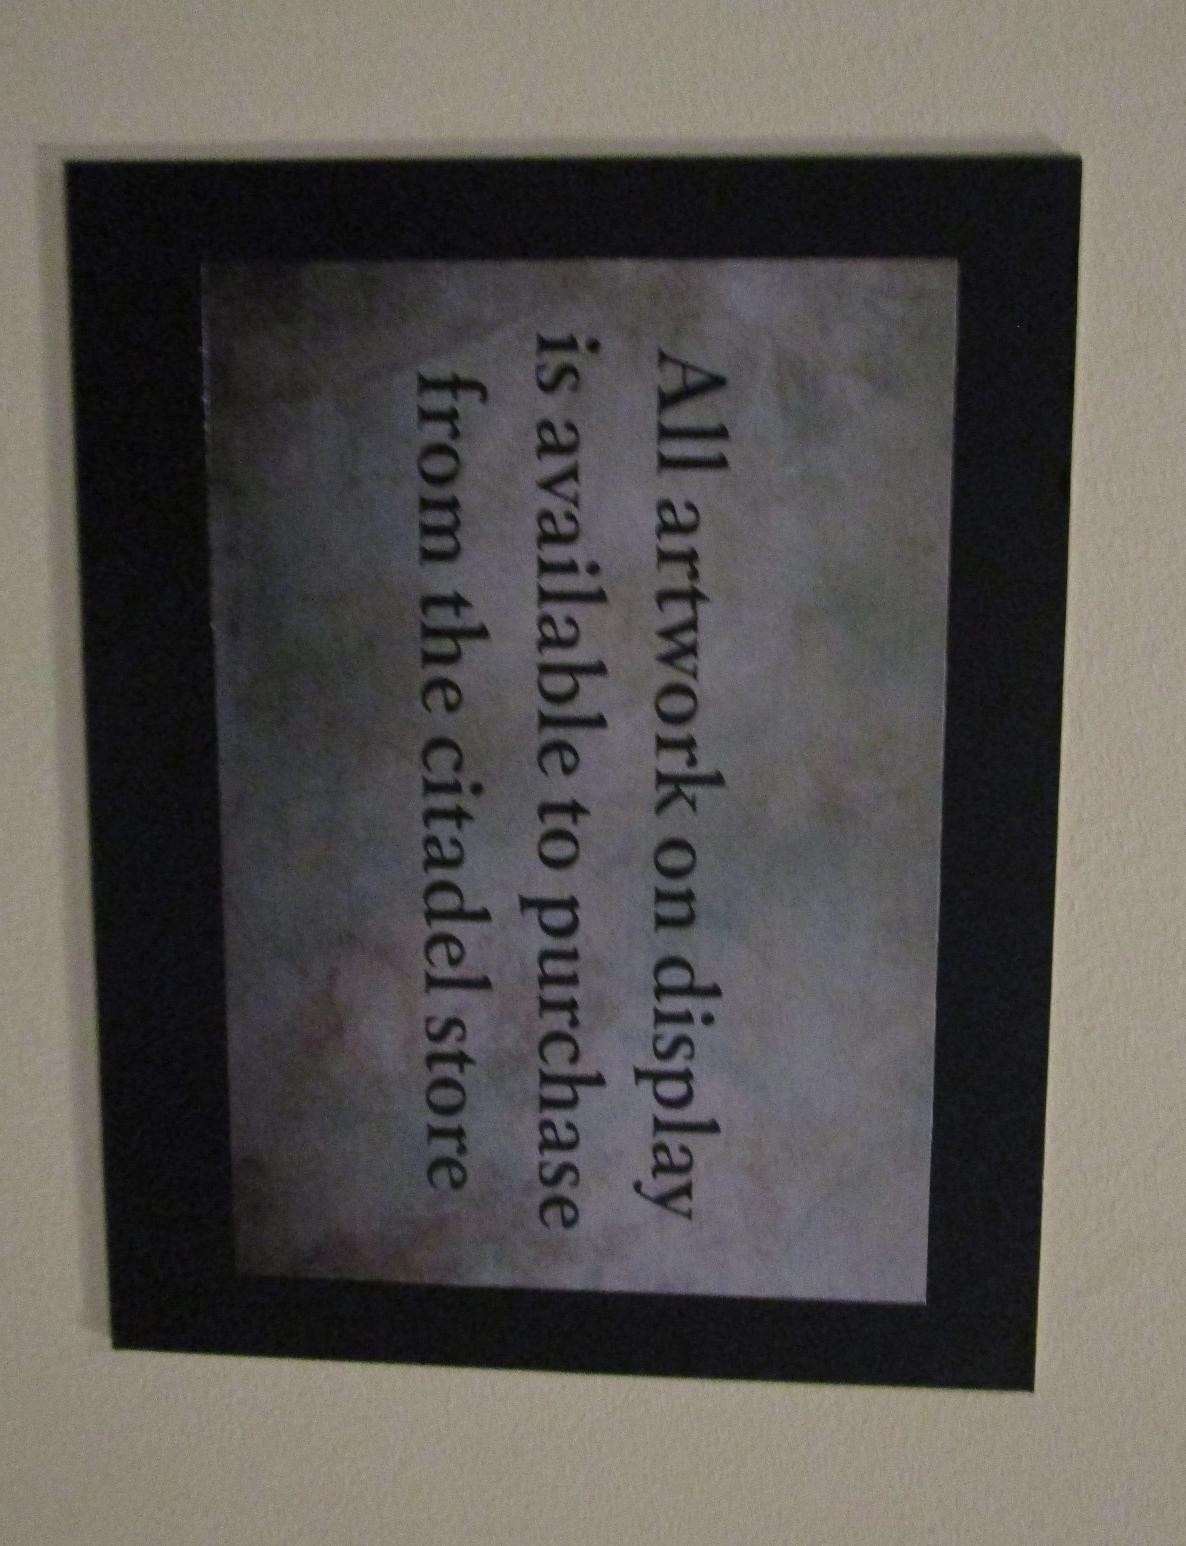 All artwork on display
is available to purchase
from the citadel store